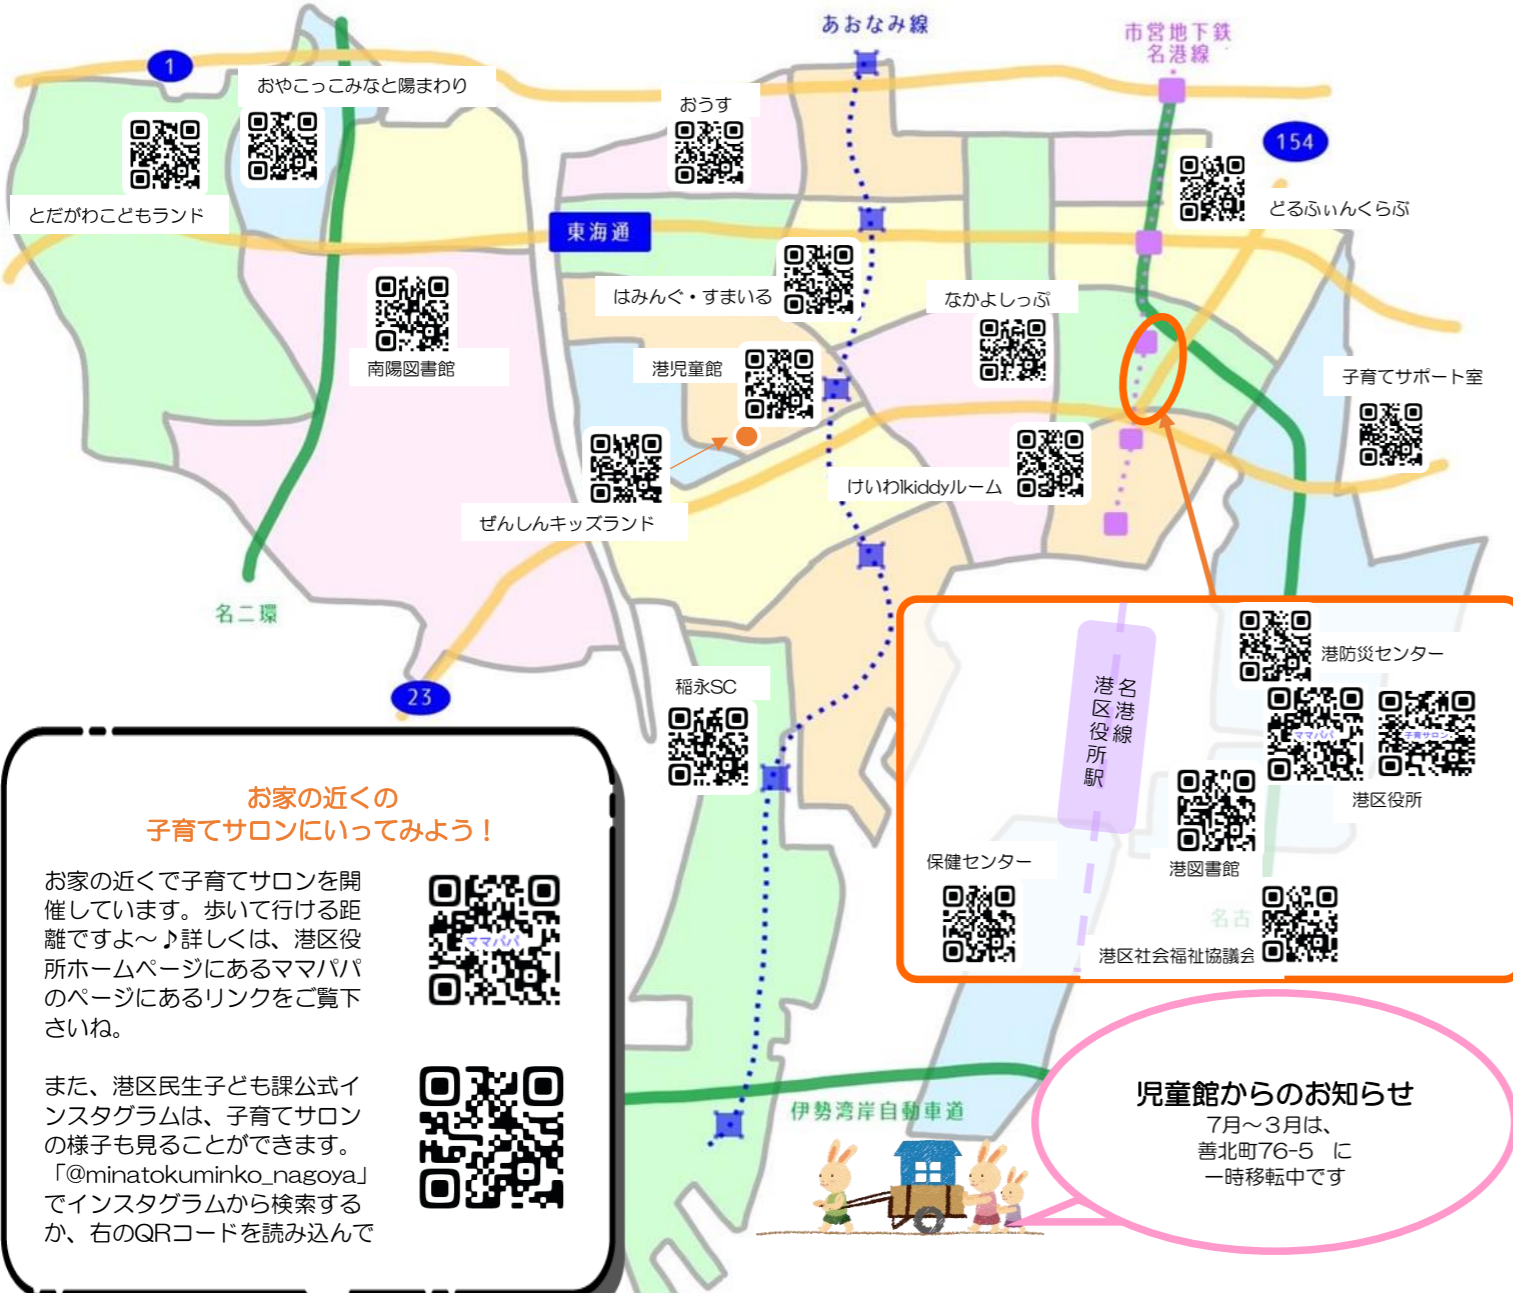 あおなみ線
市営地下鉄
名港線
1
おやこっこみなと陽まわり
おうす
154
とだがわこどもランド
どるふぃんくらぶ
東海通
はみんぐ・すまいる
なかよしっぷ
南陽図書館
港児童館
子育てサポート室
けいわkiddyルーム
ぜんしんキッズランド
名二環
23
稲永SC
名港線
港区役所駅
港防災センター
ママパパ
子育サロン
港区役所
港図書館
保健センター
名古
港区社会福祉協議会
お家の近くの
子育てサロンにいってみよう！
お家の近くで子育てサロンを開
催しています。歩いて行ける距
離ですよ～♪詳しくは、港区役
所ホームページにあるママパパ
のページにあるリンクをご覧下
さいね。
ママパパ
また、港区民生子ども課公式イ
ンスタグラムは、子育てサロン
の様子も見ることができます。
「@minatokuminko_nagoya」
でインスタグラムから検索する
か、右のQRコードを読み込んで
伊勢湾岸自動車道
児童館からのお知らせ
7月～3月は、
善北町76-5　に
一時移転中です